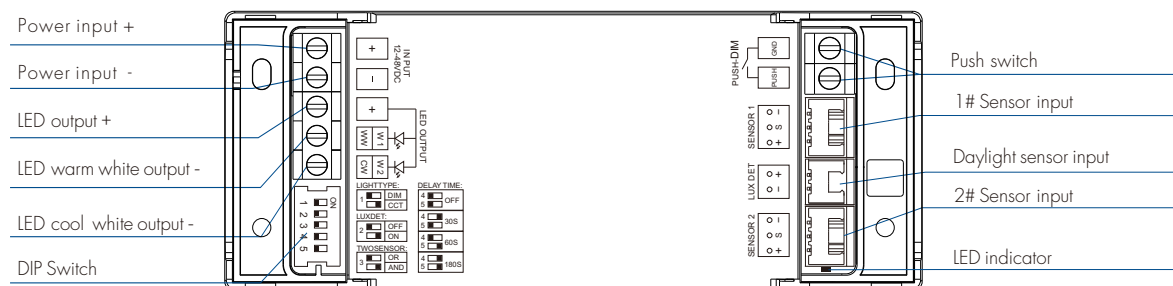 Power input +
Power input -
LED output +
LED warm white output -
LED cool white output -
DIP Switch
+
-
INPUT
12-48VDC
+
WW W1
CW W2
LED OUTPUT
ON
1 2 3 4 5
LIGHTTYPE:
1 DIM
CCT
LUXDET:
2 OFF
ON
TWOSENSOR:
3 OR
AND
DELAY TIME:
4
5 OFF
4
5 30S
4
5 60S
4
5 180S
PUSH-DIM
GND
PUSH
SENSOR 1
+ S -
LUX DET
- +
SENSOR 2
+ S -
Push switch
1# Sensor input
Daylight sensor input
2# Sensor input
LED indicator